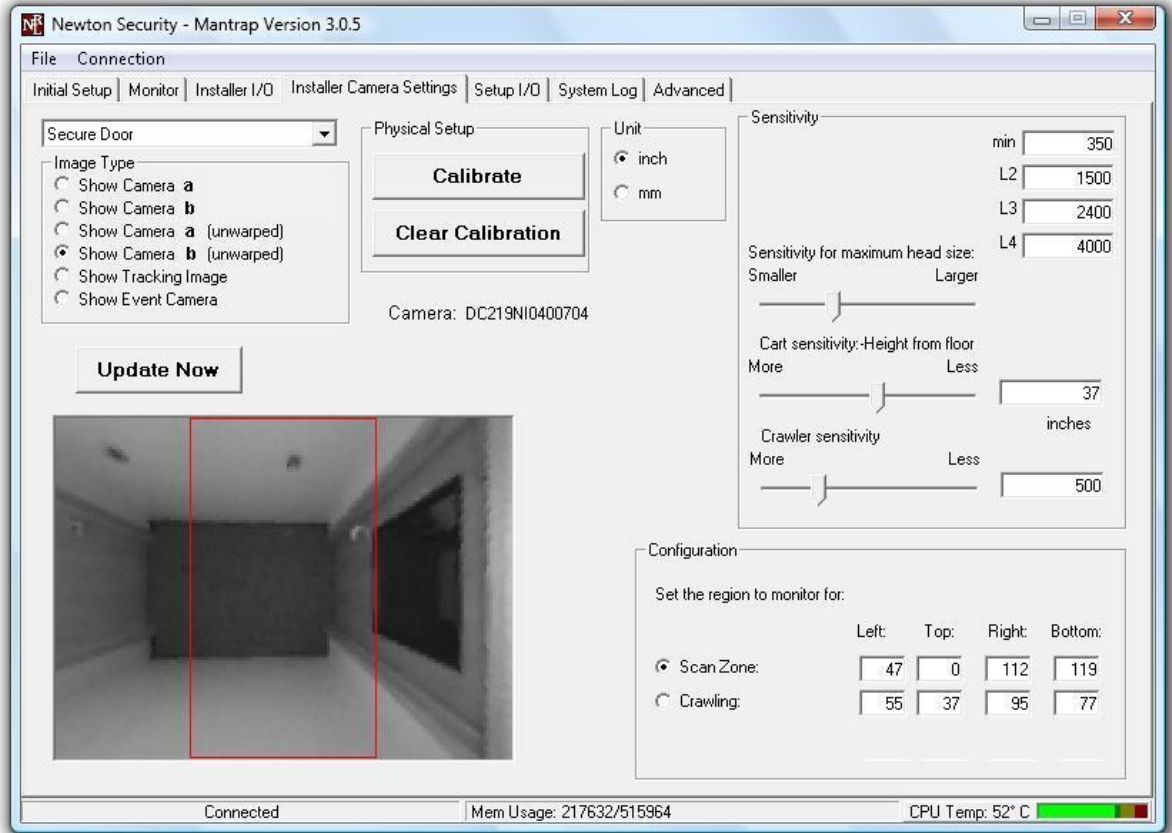 Newton Security - Mantrap Version 3.0.5
File Connection
Initial Setup Monitor Installer I/O Installer Camera Settings Setup I/O System Log Advanced
Secure Door
Image Type
Show Camera a
Show Camera b
Show Camera a (unwarped)
Show Camera b (unwarped)
Show Tracking Image
Show Event Camera
Update Now
Physical Setup
Calibrate
Clear Calibration
Unit
inch
mm
Camera: DC219NI0400704
Sensitivity
min 350
L2 1500
L3 2400
L4 4000
Sensitivity for maximum head size:
Smaller Larger
Cart sensitivity:-Height from floor
More Less
37
inches
Crawler sensitivity
More Less
500
Configuration
Set the region to monitor for:
Left: Top: Right: Bottom:
Scan Zone: 47 0 112 119
Crawling: 55 37 95 77
Connected Mem Usage: 217632/515964 CPU Temp: 52° C